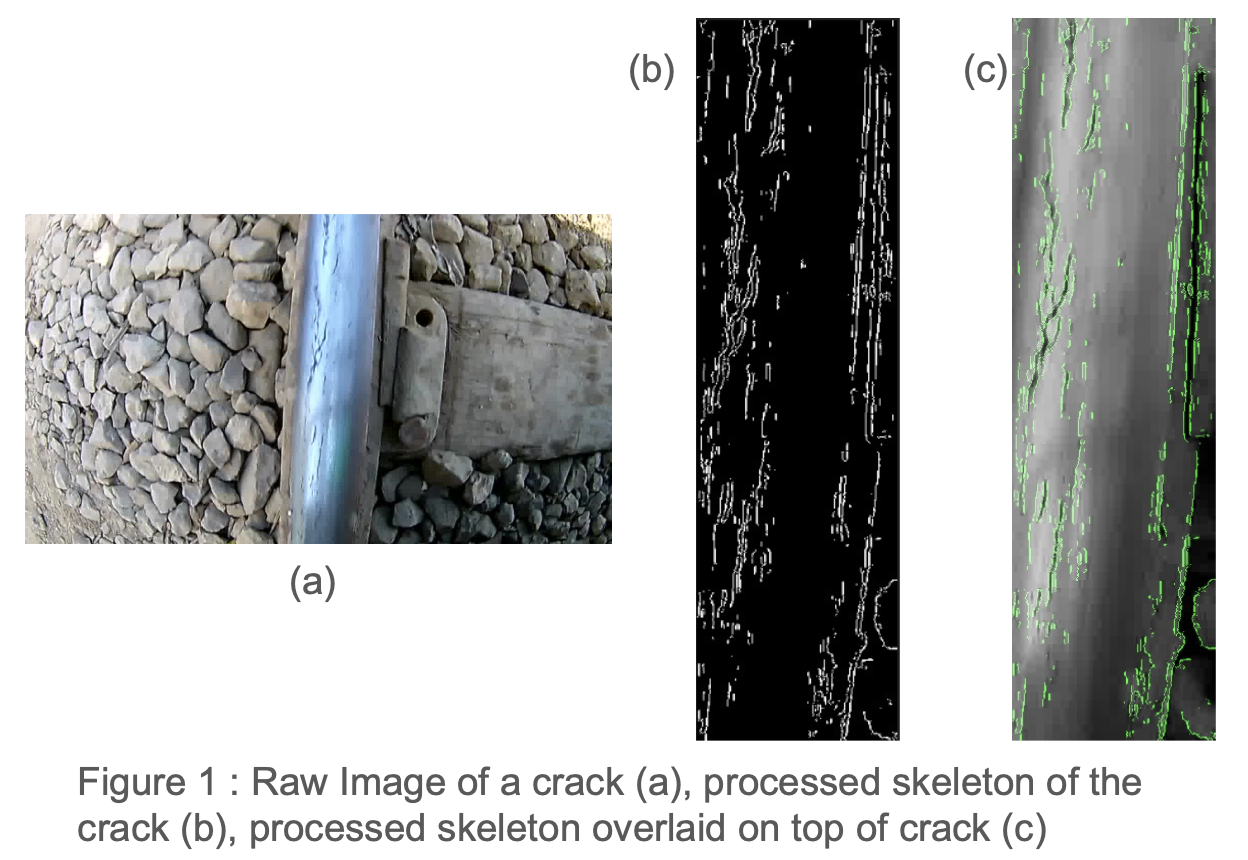 (b)
(c)
(a)
Figure 1 : Raw Image of a crack (a), processed skeleton of the
crack (b), processed skeleton overlaid on top of crack (c)